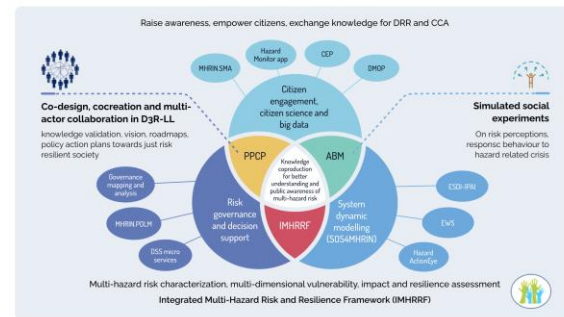 Raise awareness, empower citizens, exchange knowledge for DRR and CCA
Hazard
Monitor app
CEP
MHRIN.SMA
DMOP
Citizen
engagement,
citizen science and
big data
Co-design, cocreation and multi-
actor collaboration in D3R-LL
knowledge validation, vision, roadmaps,
policy action plans towards just risk
resilient society
Simulated social
experiments
On risk perceptions,
response behaviour to
hazard related crisis
PPCP
ABM
Knowledge
coproduction for
better
understanding and
public awareness of
multi-hazard risk
Governance
mapping and
analysis
MHRIN.POLM
DSS micro
services
Risk
governance
and decision
support
IMHRRF
System
dynamic
modelling
(SDS4MHRIN)
EWS
Hazard
ActionEye
Multi-hazard risk characterization, multi-dimensional vulnerability, impact and resilience assessment
Integrated Multi-Hazard Risk and Resilience Framework (IMHRRF)